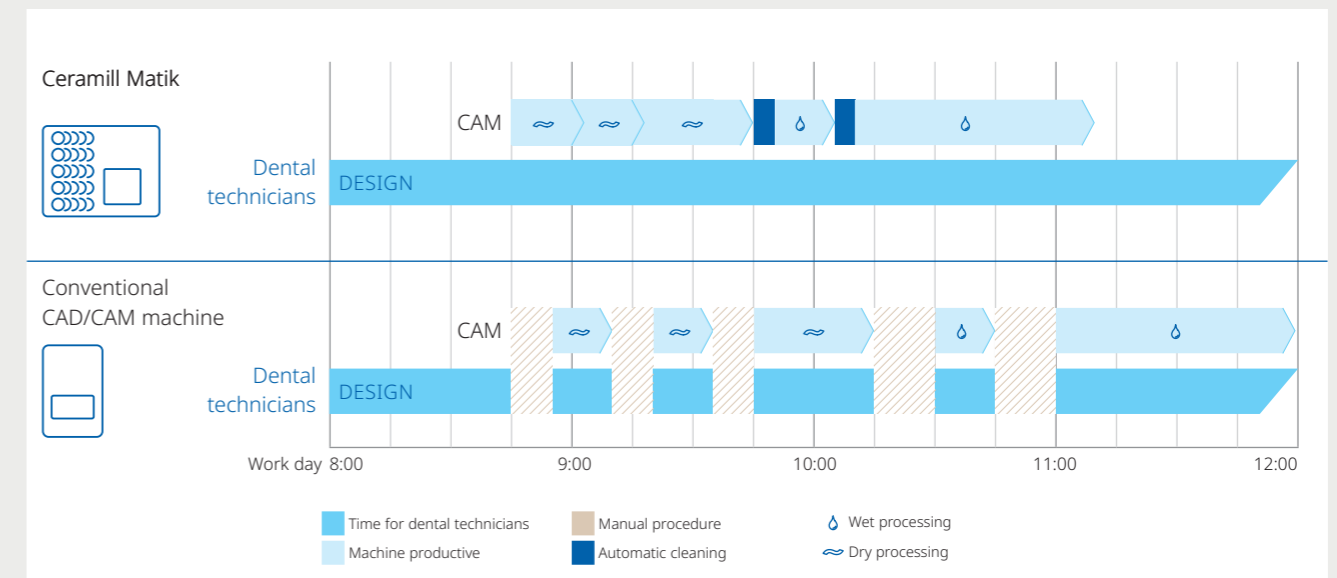 Ceramill Matik
CAM
Dental
technicians
DESIGN
Conventional
CAD/CAM machine
CAM
Dental
technicians
DESIGN
Work day 8:00 9:00 10:00 11:00 12:00
Time for dental technicians Manual procedure Wet processing
Machine productive Automatic cleaning Dry processing